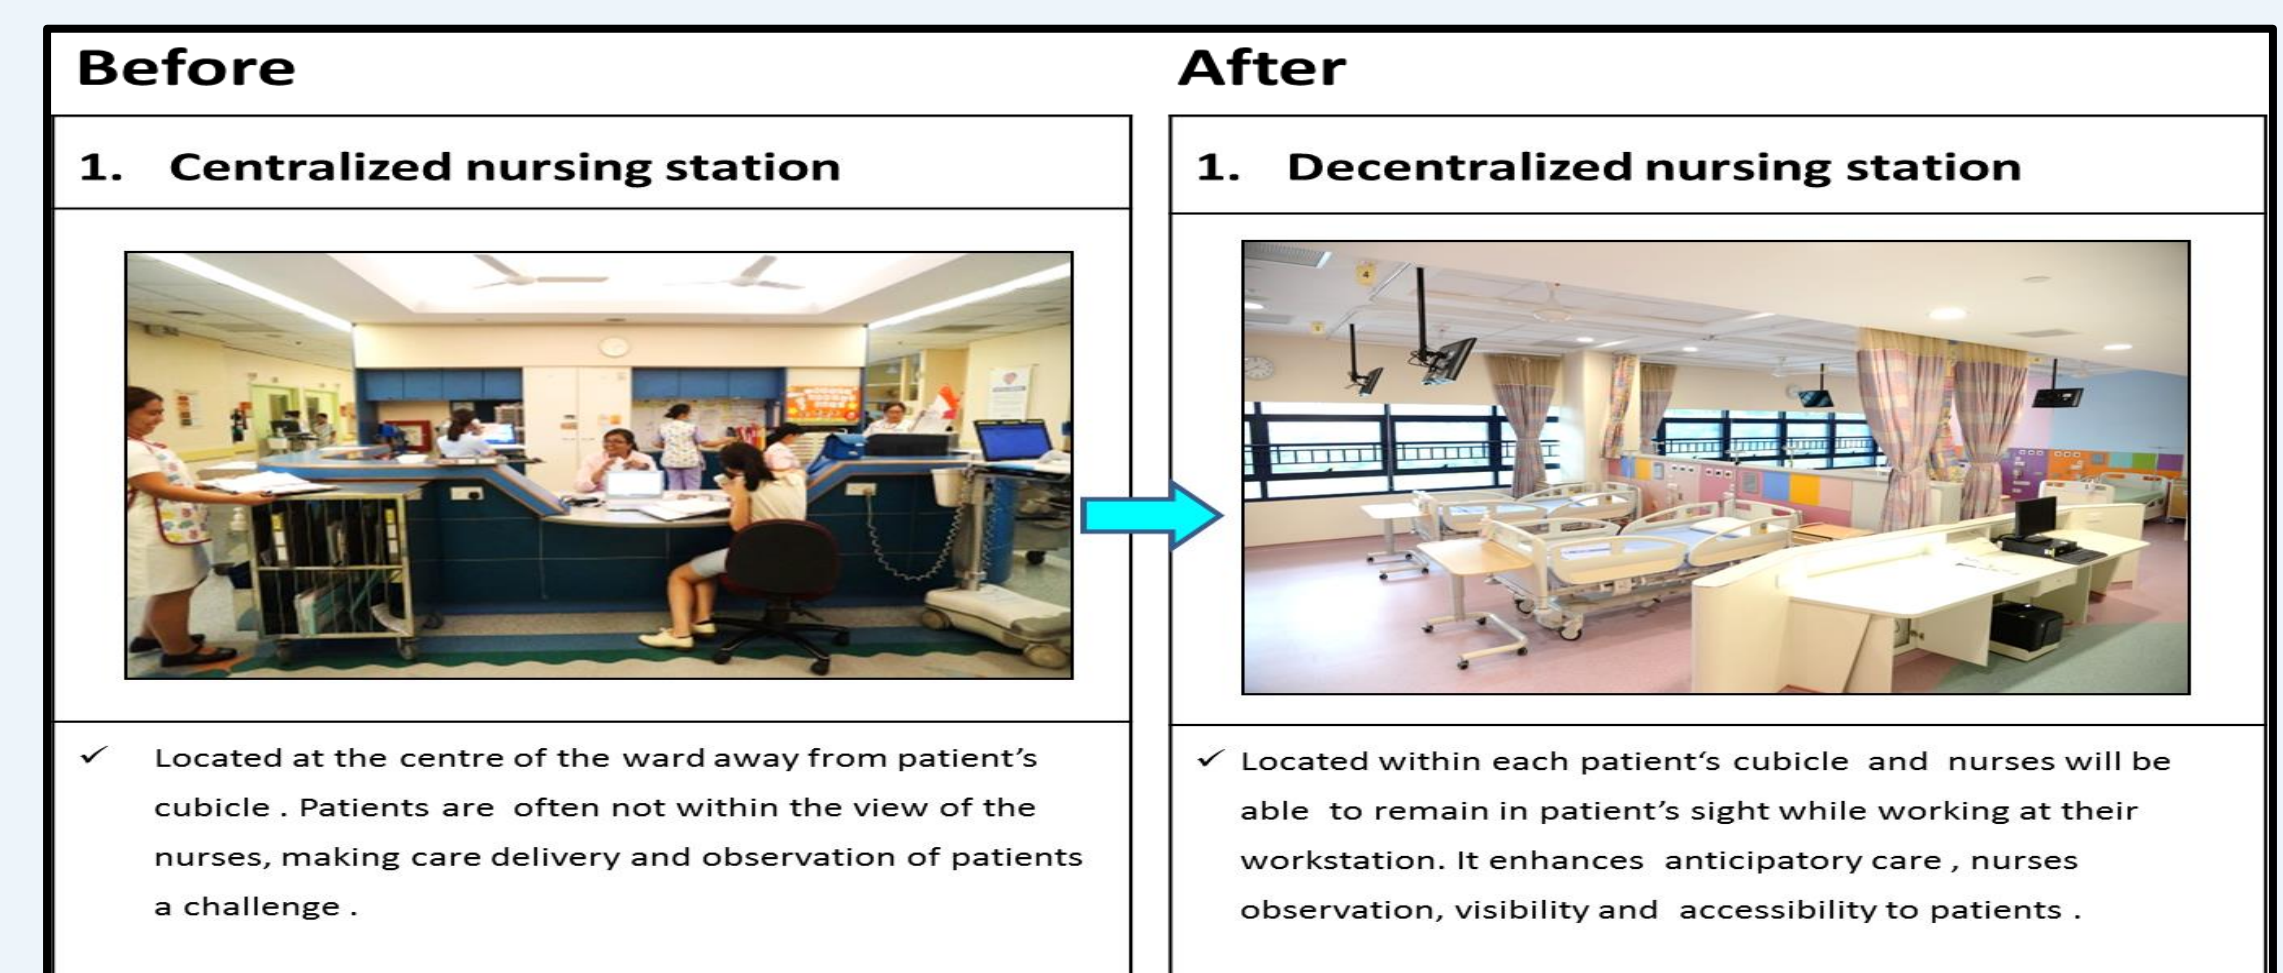 Before
After
1. Centralized nursing station
1. Decentralized nursing station
4
✓ Located at the centre of the ward away from patient's
cubicle . Patients are often not within the view of the
nurses, making care delivery and observation of patients
a challenge .
✓ Located within each patient‘s cubicle and nurses will be
able to remain in patient’s sight while working at their
workstation. It enhances anticipatory care , nurses
observation, visibility and accessibility to patients .